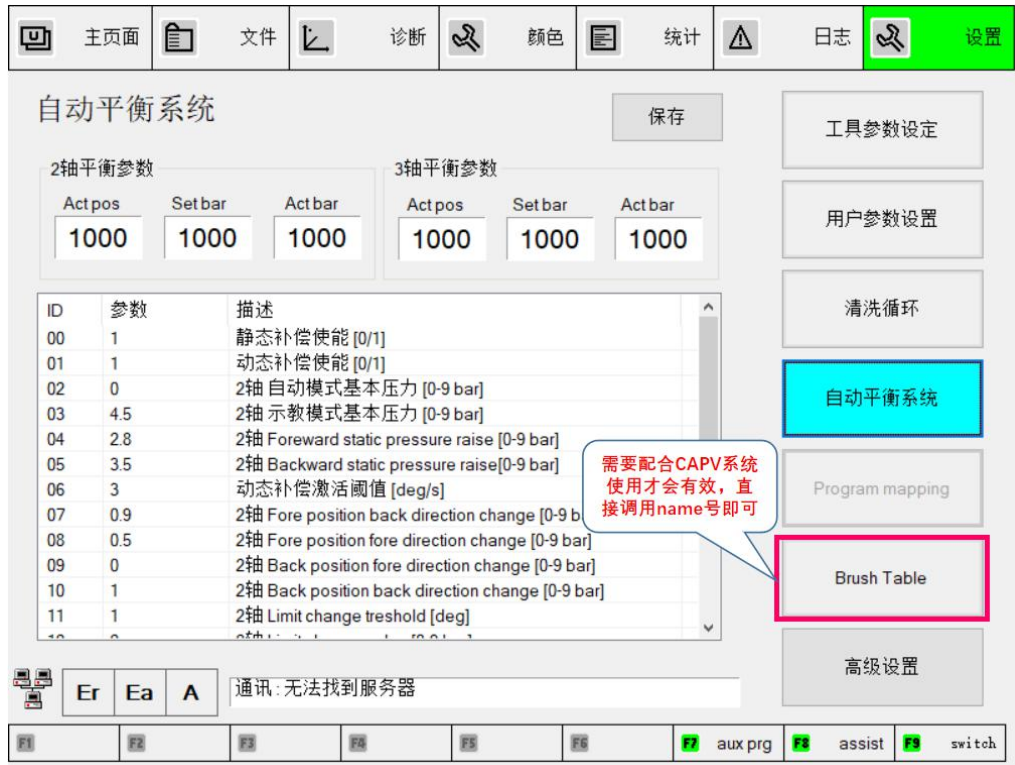 主页面 文件 诊断 颜色 统计 日志 设置
自动平衡系统
保存
2轴平衡参数
Act pos Set bar Act bar
1000 1000 1000
3轴平衡参数
Act pos Set bar Act bar
1000 1000 1000
ID 参数 描述
00 1 静态补偿使能 [0/1]
01 1 动态补偿使能 [0/1]
02 0 2轴 自动模式基本压力 [0-9 bar]
03 4.5 2轴 示教模式基本压力 [0-9 bar]
04 2.8 2轴 Foreward static pressure raise [0-9 bar]
05 3.5 2轴 Backward static pressure raise[0-9 bar]
06 3 动态补偿激活阈值 [deg/s]
07 0.9 2轴 Fore position back direction change [0-9 b
08 0.5 2轴 Fore position fore direction change [0-9 bar]
09 0 2轴 Back position fore direction change [0-9 bar]
10 1 2轴 Back position back direction change [0-9 bar]
11 1 2轴 Limit change treshold [deg]
需要配合CAPV系统
使用才会有效，直
接调用name号即可
工具参数设定
用户参数设置
清洗循环
自动平衡系统
Program mapping
Brush Table
高级设置
Er Ea A 通讯 : 无法找到服务器
F1 F2 F3 F4 F5 F6 F7 aux prg F8 assist F9 switch